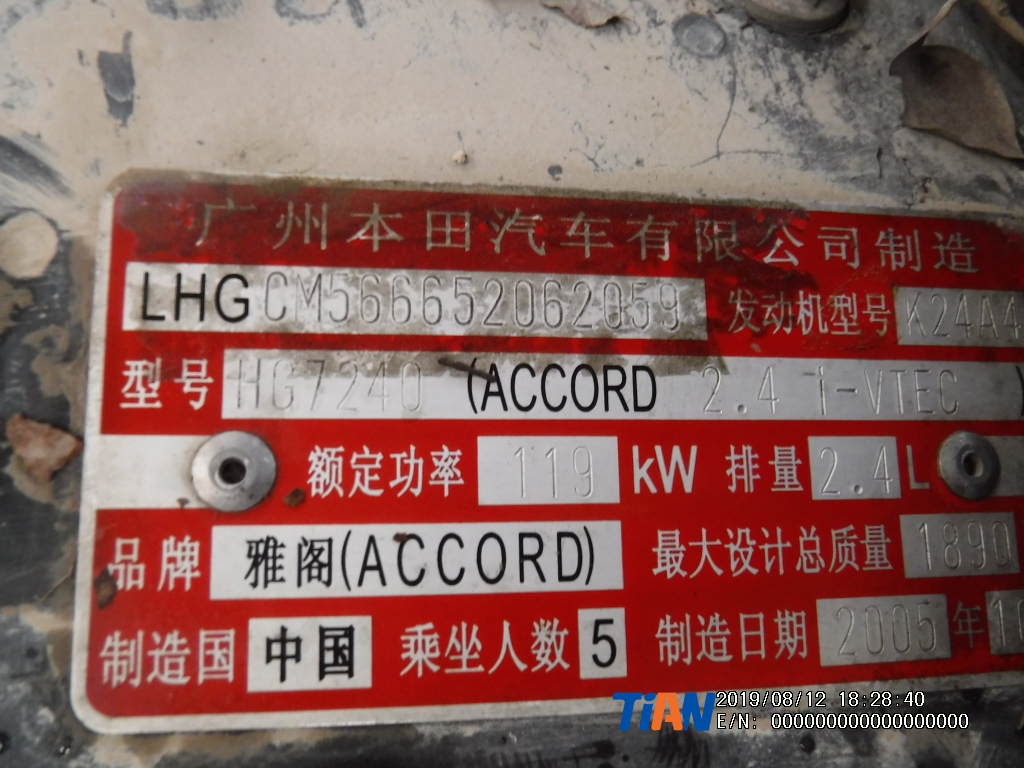 广州本田汽车有限公司制造
LHGCM566652062059 发动机型号 K24A4
型号 HG7240 (ACCORD 2.4 i-VTEC )
额定功率 119 kW 排量 2.4 L
品牌 雅阁(ACCORD) 最大设计总质量 1890
制造国 中国 乘坐人数 5 制造日期 2005 年 10
TiAN 2019/08/12 18:28:40
E/N: 000000000000000000